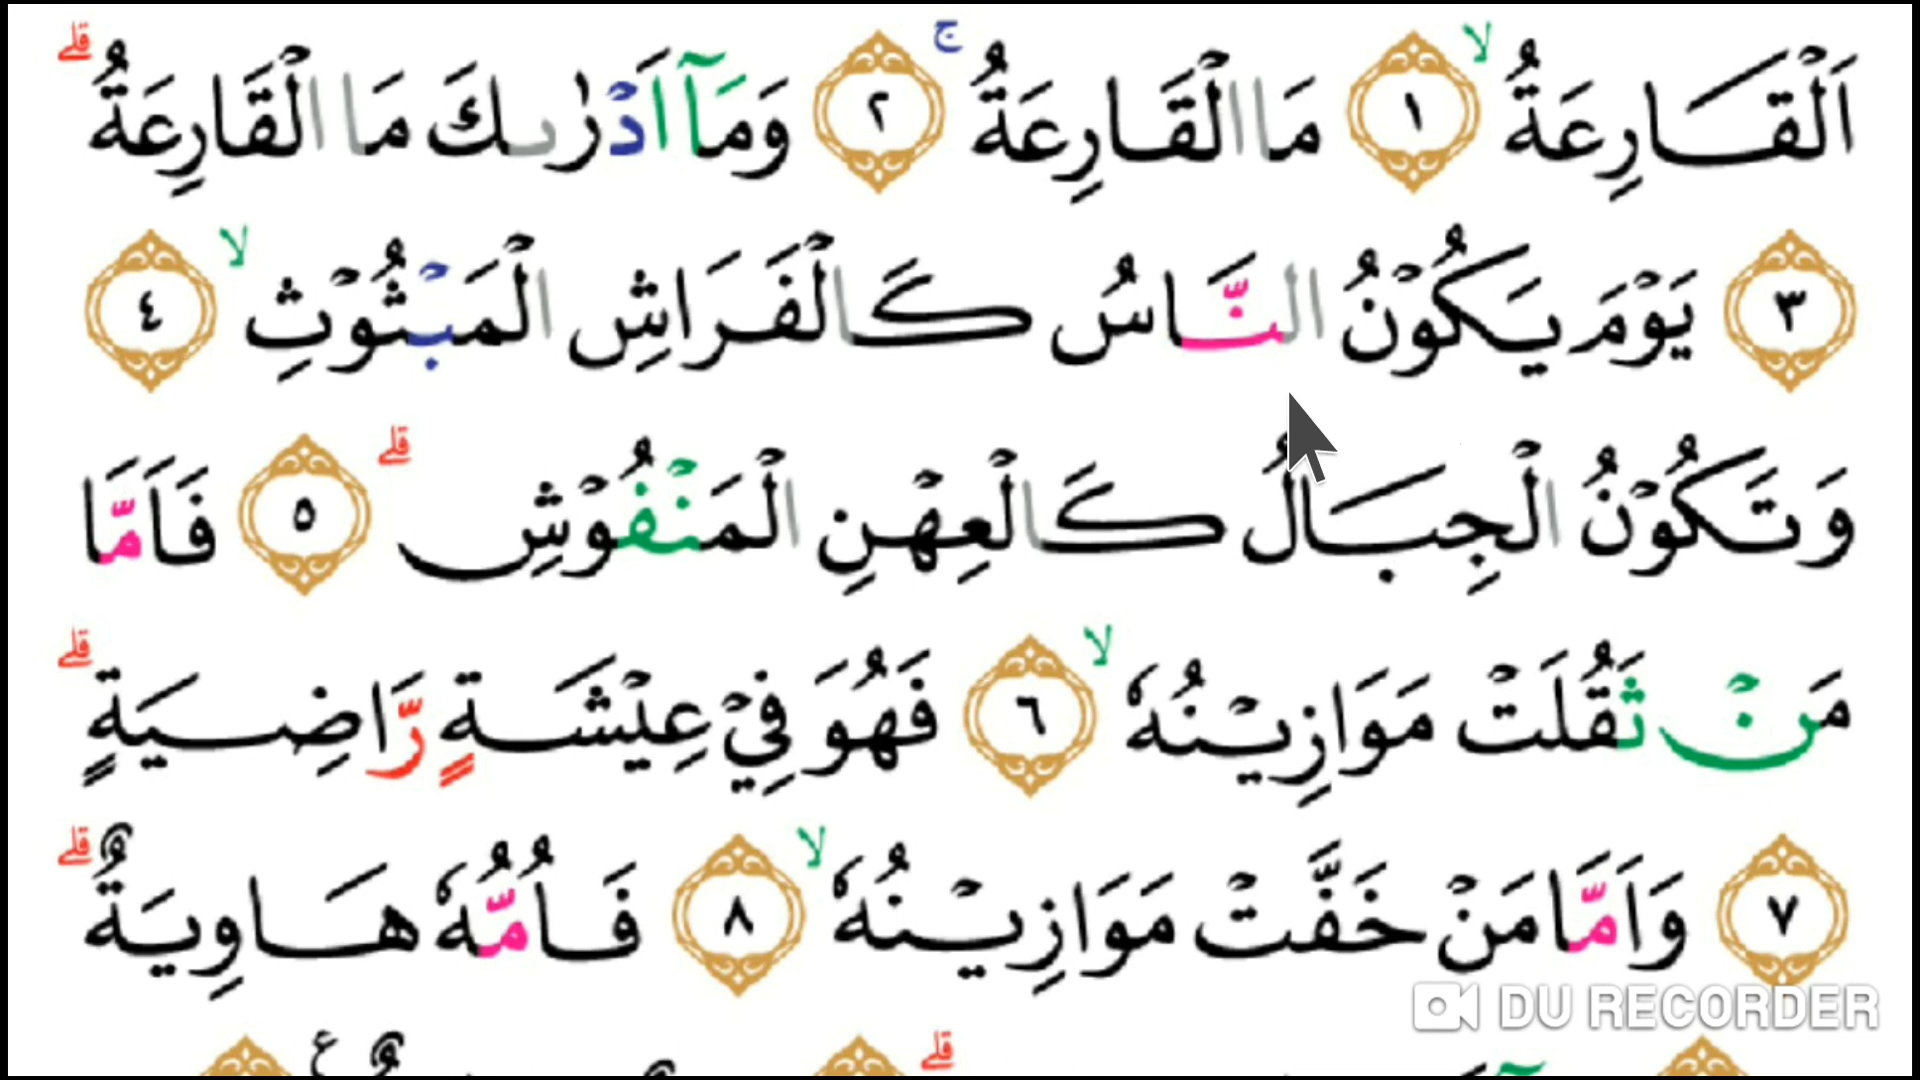 اَلْقَارِعَةُ ۙ ١ مَا الْقَارِعَةُ ۚ ٢ وَمَآ اَدْرٰىكَ مَا الْقَارِعَةُ ۗ
٣ يَوْمَ يَكُوْنُ النَّاسُ كَالْفَرَاشِ الْمَبْثُوْثِ ۙ ٤
وَتَكُوْنُ الْجِبَالُ كَالْعِهْنِ الْمَنْفُوْشِ ۗ ٥ فَاَمَّا
مَنْ ثَقُلَتْ مَوَازِيْنُهٗ ۙ ٦ فَهُوَ فِيْ عِيْشَةٍ رَّاضِيَةٍ ۗ
٧ وَاَمَّا مَنْ خَفَّتْ مَوَازِيْنُهٗ ۙ ٨ فَاُمُّهٗ هَاوِيَةٌ ۗ
DU RECORDER